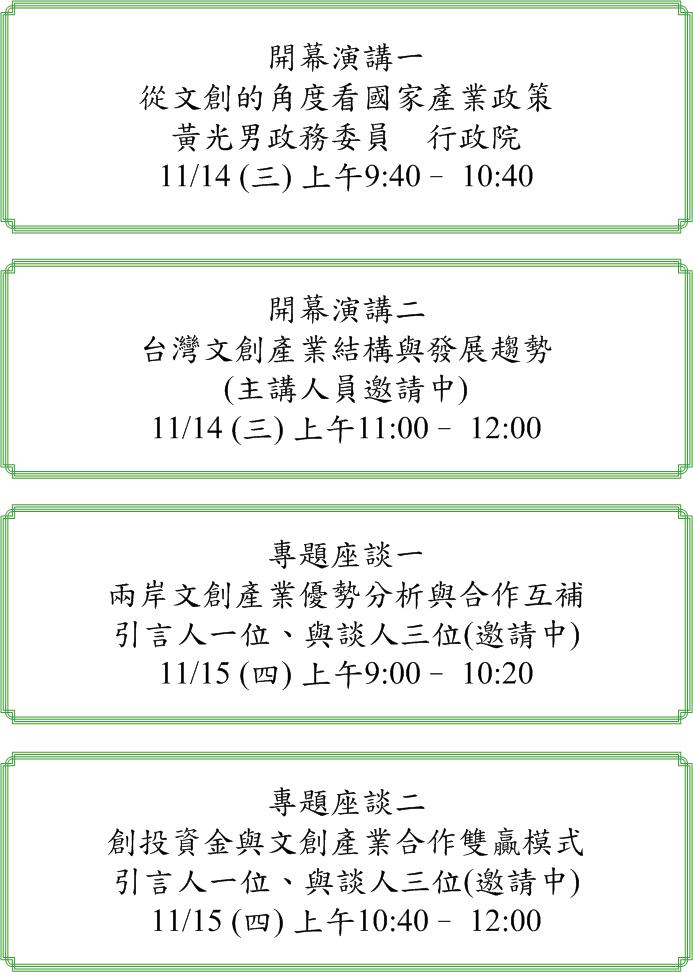 開幕演講一
從文創的角度看國家產業政策
黃光男政務委員　行政院
11/14 (三) 上午9:40﹣ 10:40
開幕演講二
台灣文創產業結構與發展趨勢
(主講人員邀請中)
11/14 (三) 上午11:00﹣ 12:00
專題座談一
兩岸文創產業優勢分析與合作互補
引言人一位、與談人三位(邀請中)
11/15 (四) 上午9:00﹣ 10:20
專題座談二
創投資金與文創產業合作雙贏模式
引言人一位、與談人三位(邀請中)
11/15 (四) 上午10:40﹣ 12:00